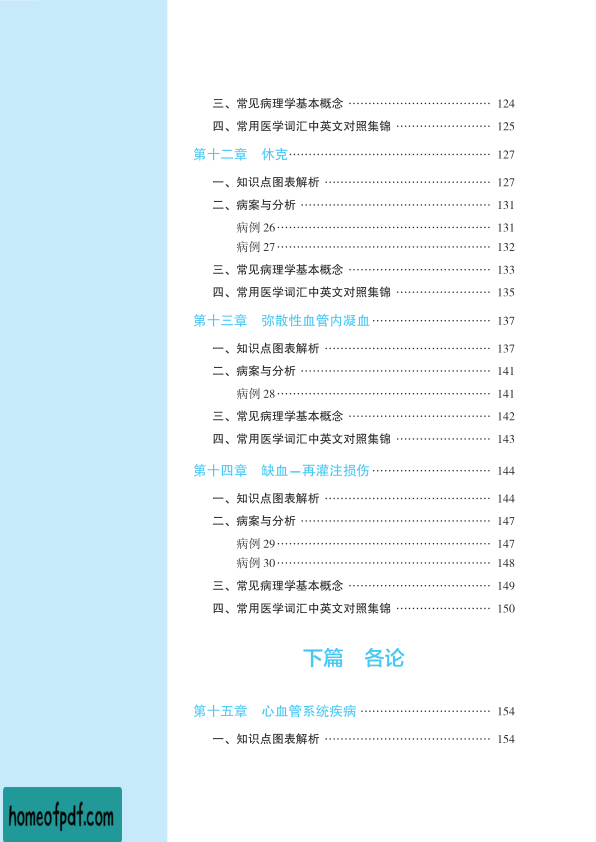 三、常见病理学基本概念 ………………………………… 124
四、常用医学词汇中英文对照集锦 …………………… 125
第十二章　休克………………………………………… 127
一、知识点图表解析 …………………………………… 127
二、病案与分析 ………………………………………… 131
病例 26…………………………………………… 131
病例 27…………………………………………… 132
三、常见病理学基本概念 ……………………………… 133
四、常用医学词汇中英文对照集锦 …………………… 135
第十三章　弥散性血管内凝血………………………… 137
一、知识点图表解析 …………………………………… 137
二、病案与分析 ………………………………………… 141
病例 28…………………………………………… 141
三、常见病理学基本概念 ……………………………… 142
四、常用医学词汇中英文对照集锦 …………………… 143
第十四章　缺血—再灌注损伤………………………… 144
一、知识点图表解析 …………………………………… 144
二、病案与分析 ………………………………………… 147
病例 29…………………………………………… 147
病例 30…………………………………………… 148
三、常见病理学基本概念 ……………………………… 149
四、常用医学词汇中英文对照集锦 …………………… 150
下篇　各论
第十五章　心血管系统疾病 …………………………… 154
一、知识点图表解析 …………………………………… 154
homeofpdf.com